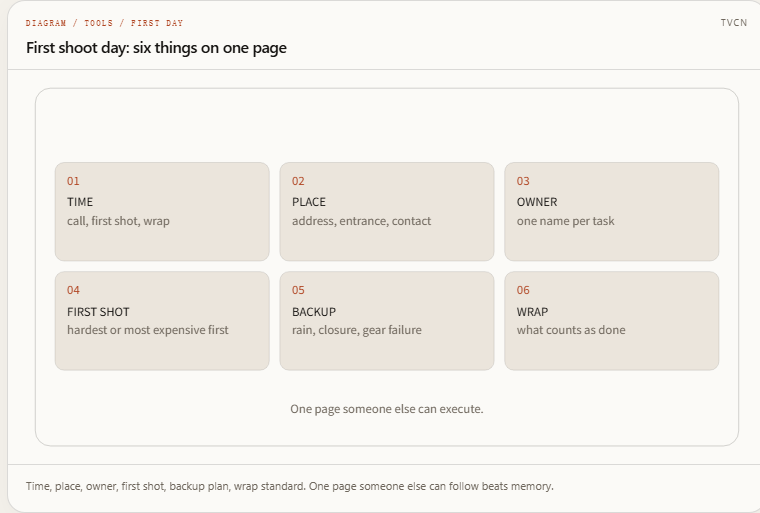 DIAGRAM / TOOLS / FIRST DAY
TVCN
First shoot day: six things on one page
01
TIME
call, first shot, wrap
02
PLACE
address, entrance, contact
03
OWNER
one name per task
04
FIRST SHOT
hardest or most expensive first
05
BACKUP
rain, closure, gear failure
06
WRAP
what counts as done
One page someone else can execute.
Time, place, owner, first shot, backup plan, wrap standard. One page someone else can follow beats memory.